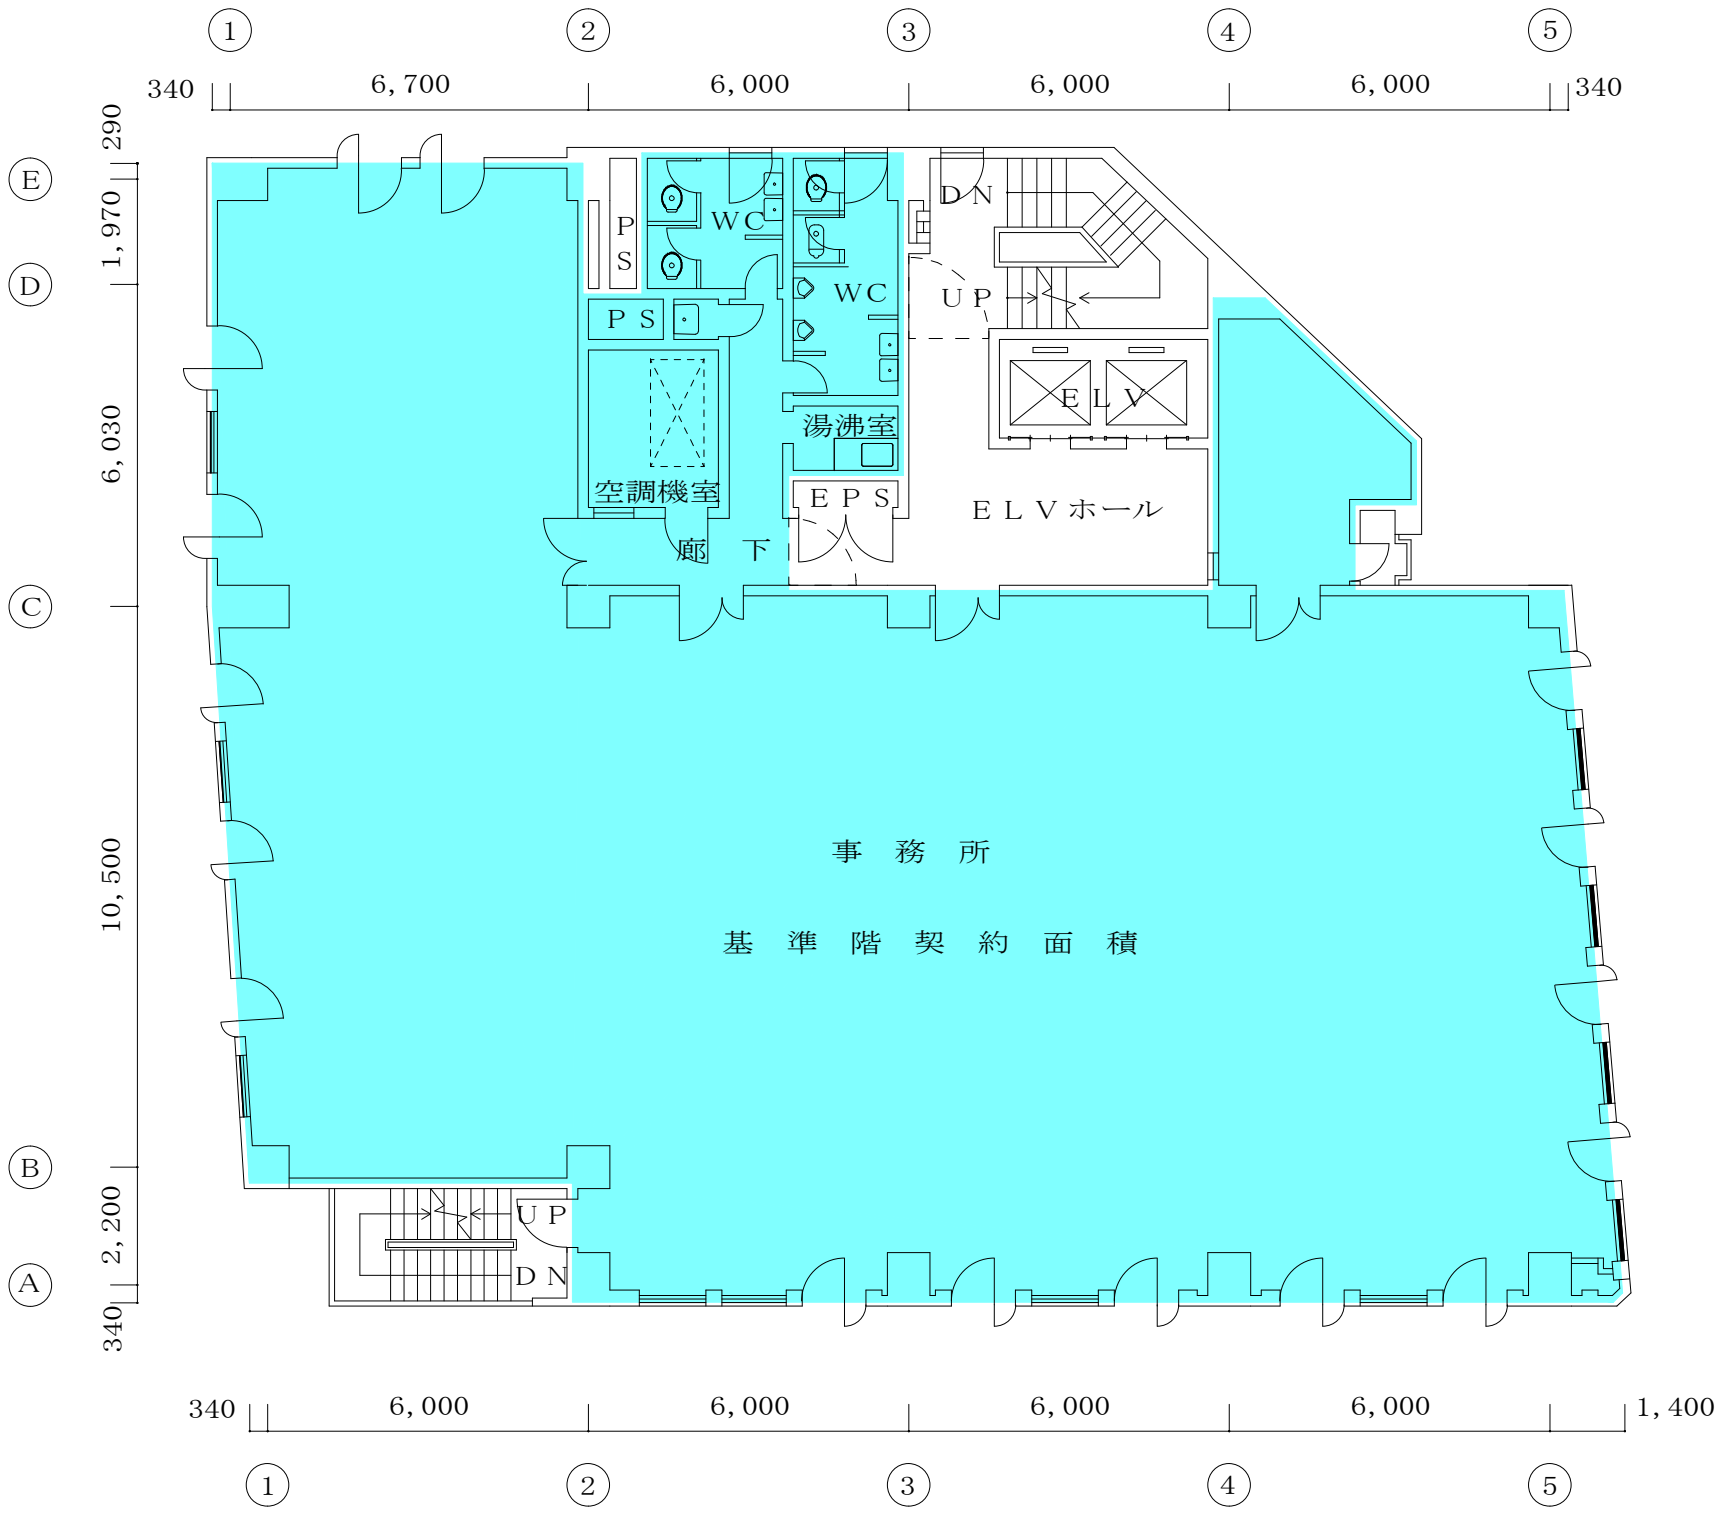 1 2 3 4 5
340 6,700 6,000 6,000 6,000 340
290
E
1,970
D
6,030
C
10,500
B
2,200
A
340
PS
WC
DN
WC
UP
PS
ELV
湯沸室
空調機室
EPS
ELVホール
廊 下
事 務 所
基 準 階 契 約 面 積
UP
DN
340 6,000 6,000 6,000 6,000 1,400
1 2 3 4 5